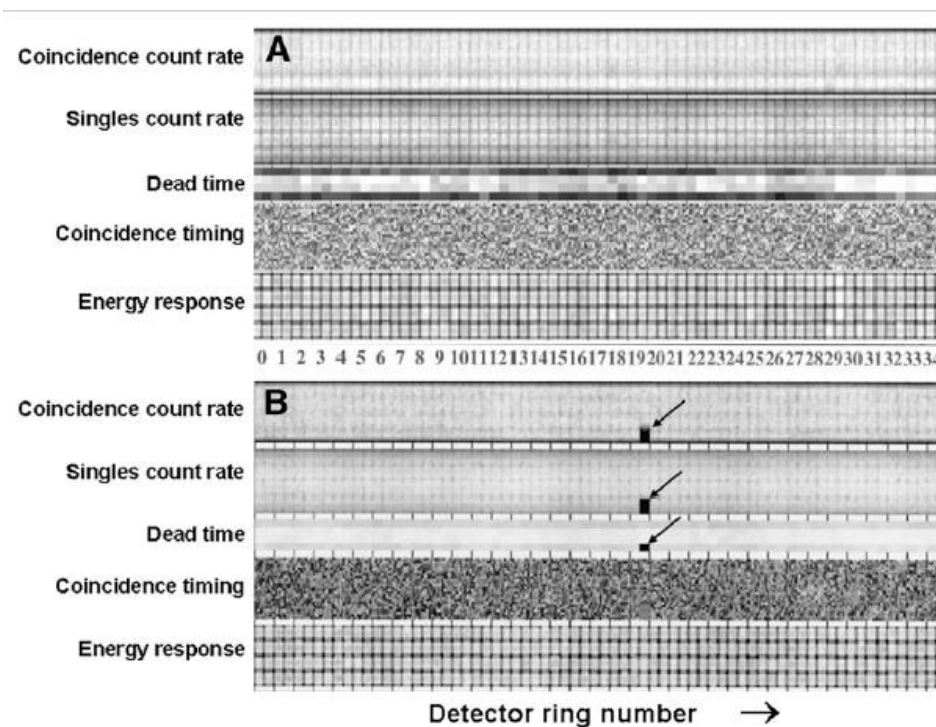 A
Coincidence count rate
Singles count rate
Dead time
Coincidence timing
Energy response
0 1 2 3 4 5 6 7 8 9 10 11 12 13 14 15 16 17 18 19 20 21 22 23 24 25 26 27 28 29 30 31 32 33 34
B
Coincidence count rate
Singles count rate
Dead time
Coincidence timing
Energy response
Detector ring number →